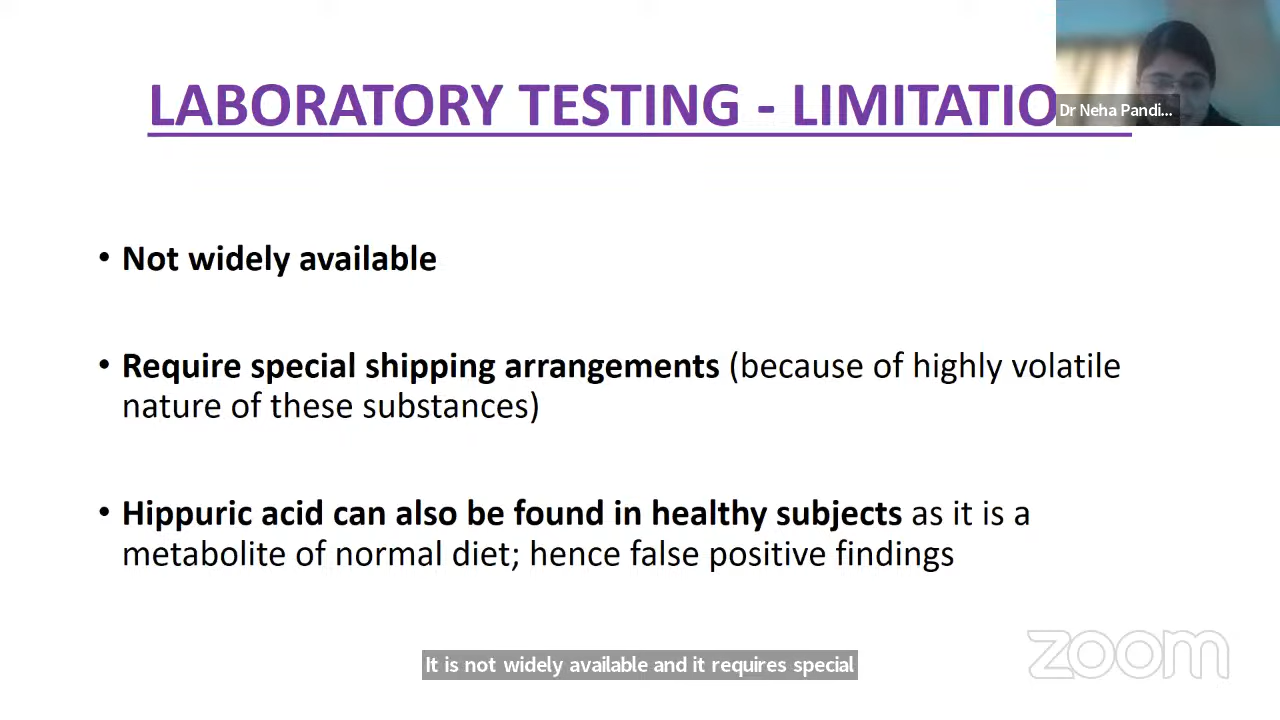 LABORATORY TESTING - LIMITATIO
Dr Neha Pandi...
• Not widely available
• Require special shipping arrangements (because of highly volatile
nature of these substances)
• Hippuric acid can also be found in healthy subjects as it is a
metabolite of normal diet; hence false positive findings
It is not widely available and it requires special
zoom